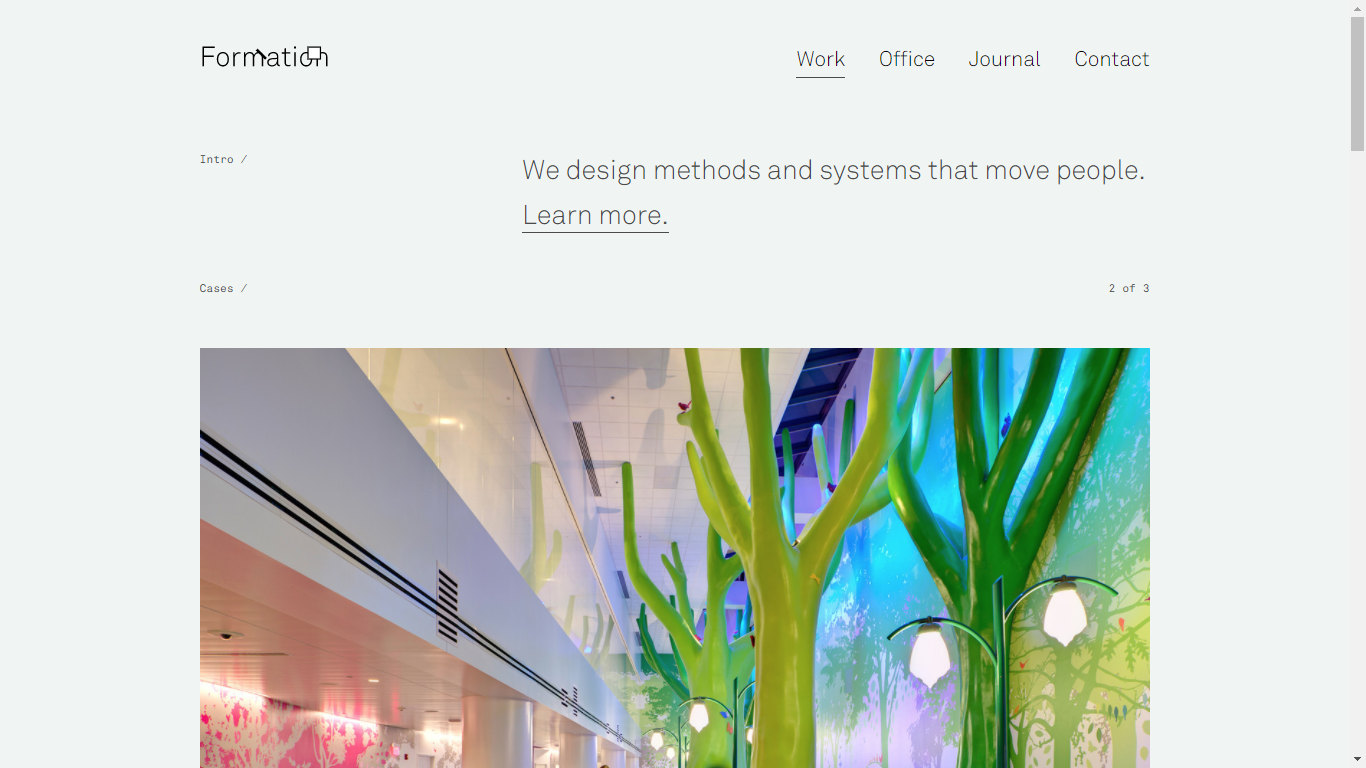 Formation
Work Office Journal Contact
Intro /
We design methods and systems that move people.
Learn more.
Cases /
2 of 3